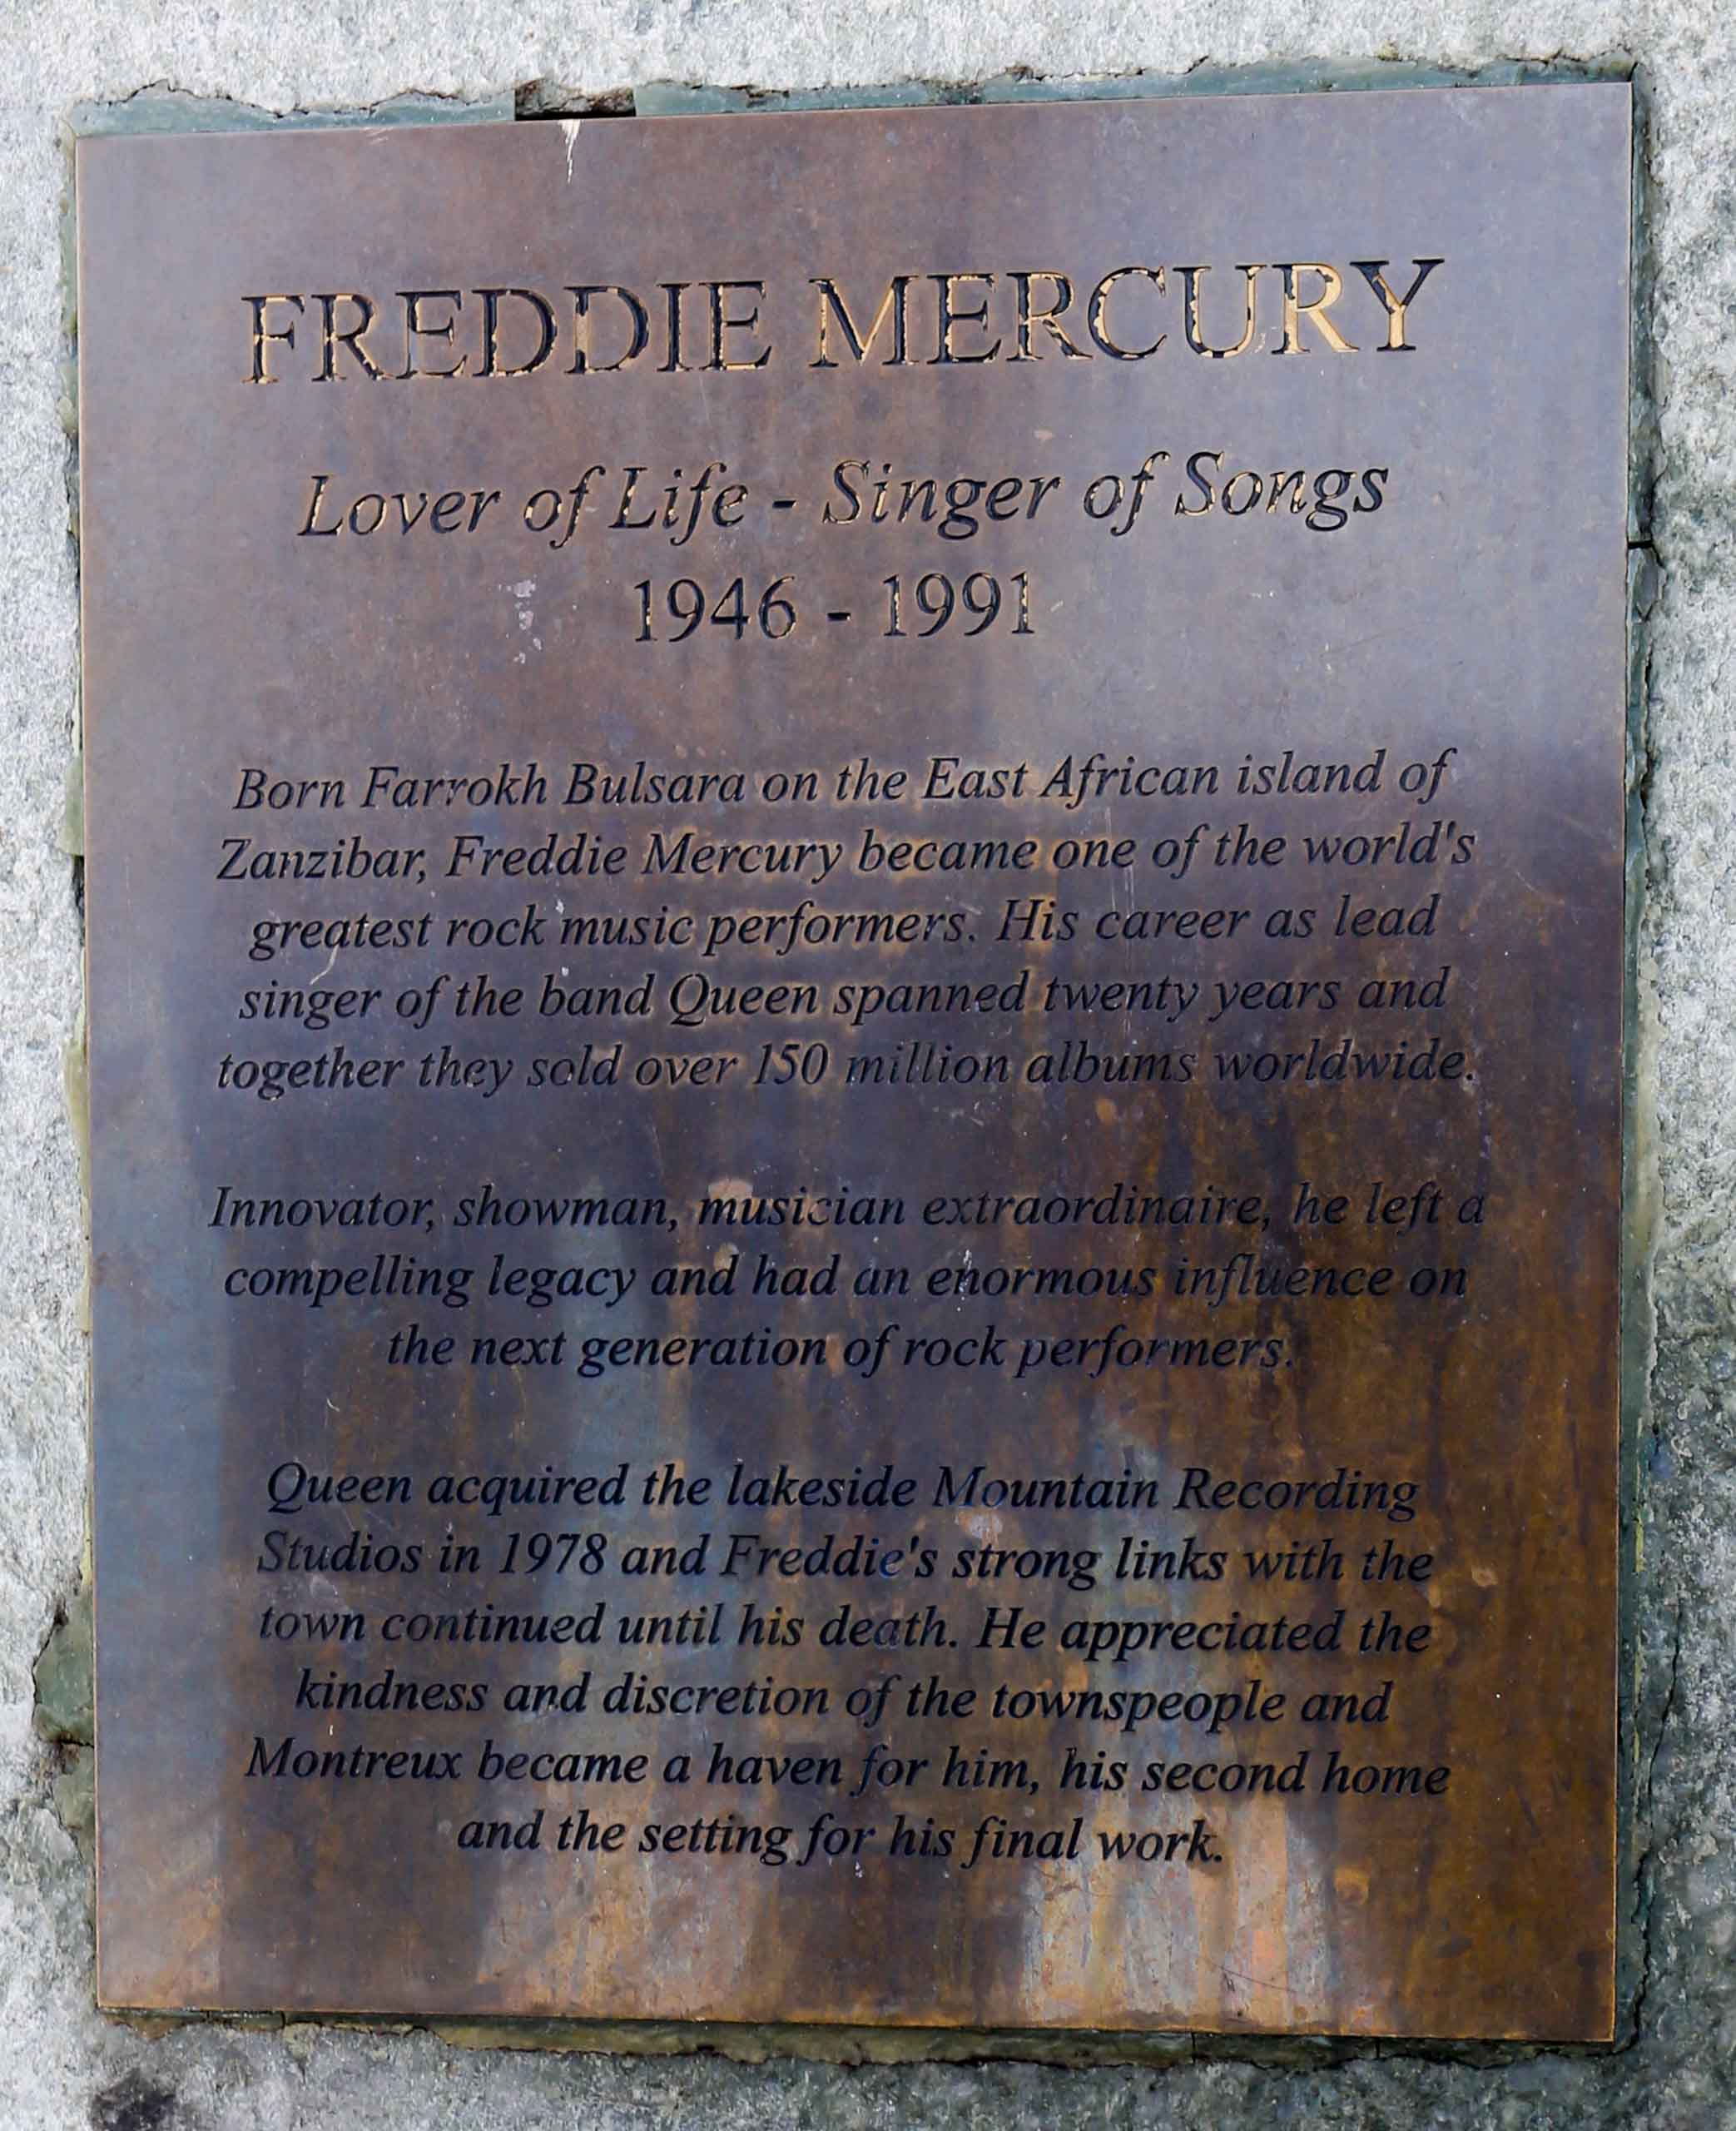 FREDDIE MERCURY
Lover of Life - Singer of Songs
1946 - 1991
Born Farrokh Bulsara on the East African island of
Zanzibar, Freddie Mercury became one of the world's
greatest rock music performers. His career as lead
singer of the band Queen spanned twenty years and
together they sold over 150 million albums worldwide.
Innovator, showman, musician extraordinaire, he left a
compelling legacy and had an enormous influence on
the next generation of rock performers.
Queen acquired the lakeside Mountain Recording
Studios in 1978 and Freddie's strong links with the
town continued until his death. He appreciated the
kindness and discretion of the townspeople and
Montreux became a haven for him, his second home
and the setting for his final work.